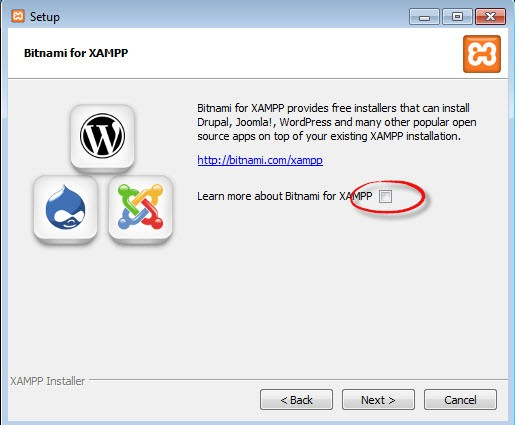 Setup
Bitnami for XAMPP
Bitnami for XAMPP provides free installers that can install
Drupal, Joomla!, WordPress and many other popular open
source apps on top of your existing XAMPP installation.
http://bitnami.com/xampp
Learn more about Bitnami for XAMPP
XAMPP Installer
< Back
Next >
Cancel